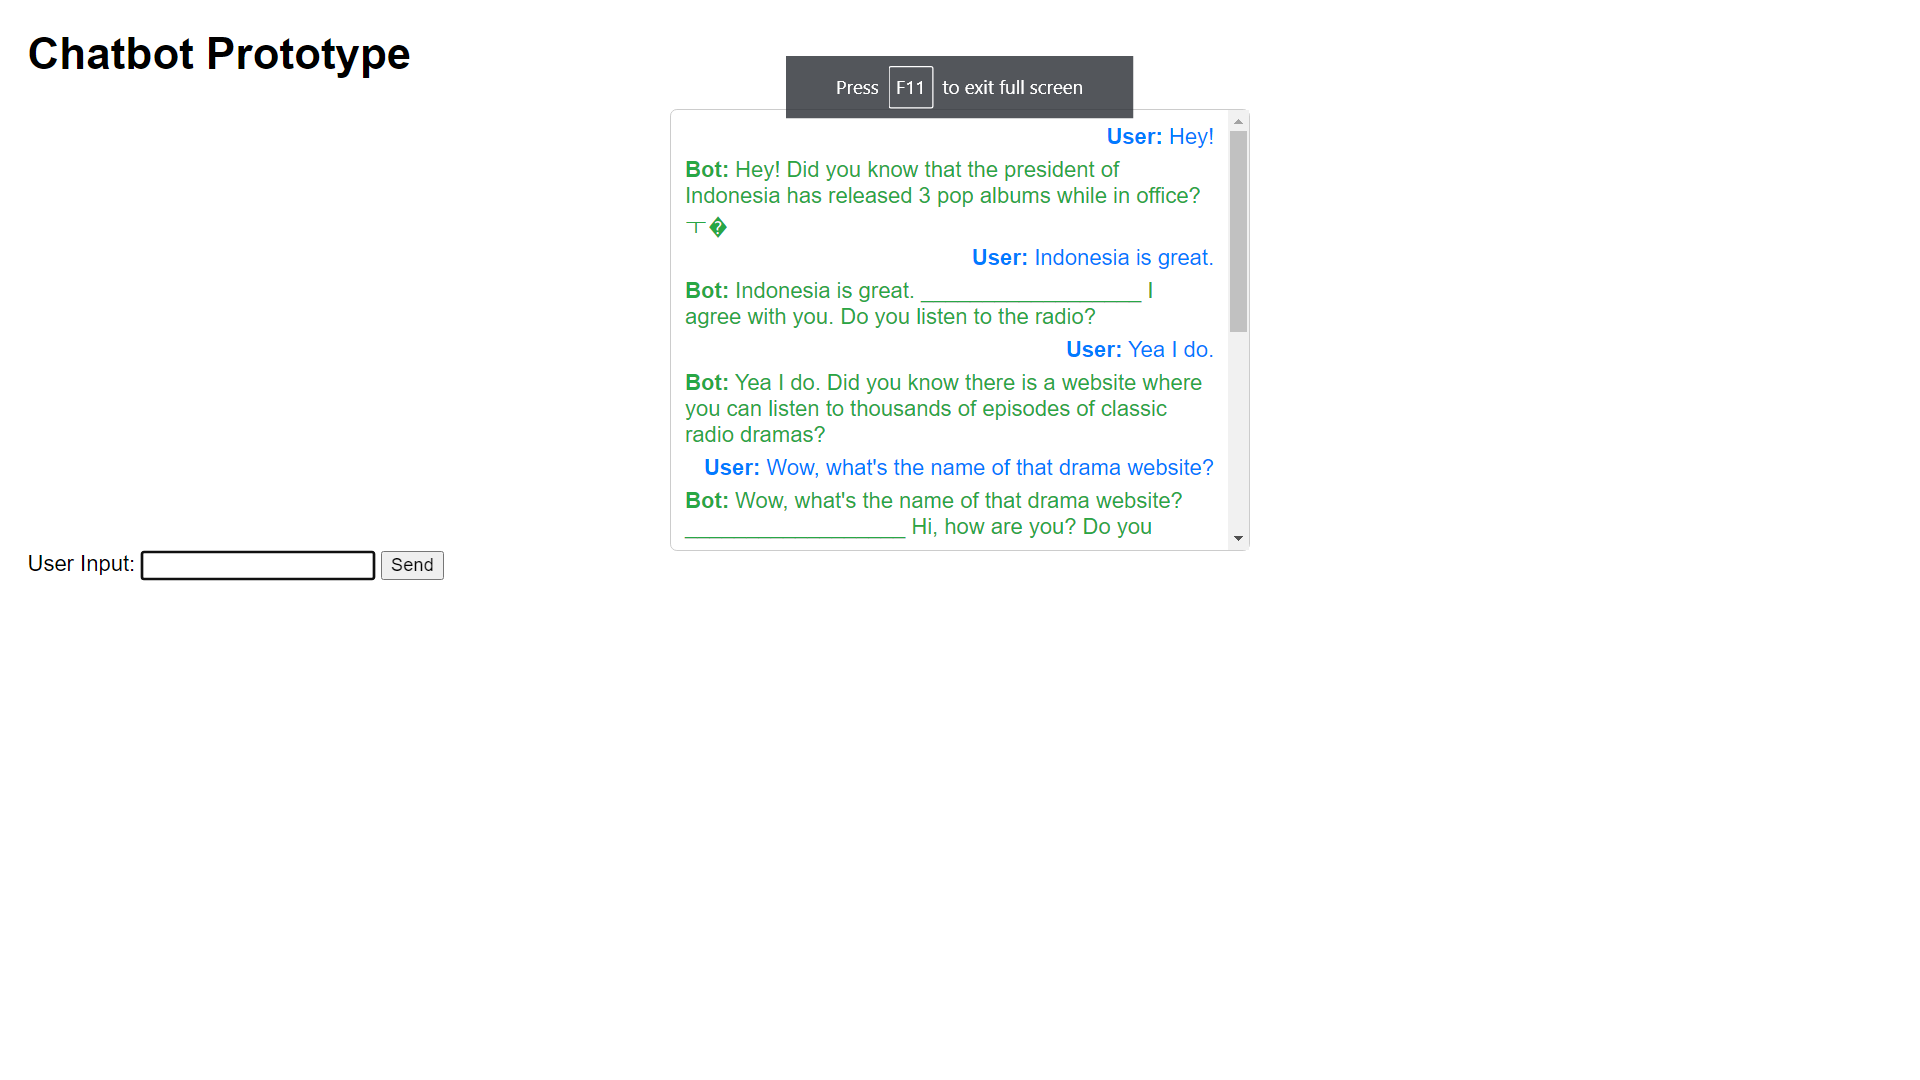 Chatbot Prototype
Press F11 to exit full screen
User: Hey!
Bot: Hey! Did you know that the president of
Indonesia has released 3 pop albums while in office?
ㅜ�
User: Indonesia is great.
Bot: Indonesia is great. ____________________ I
agree with you. Do you listen to the radio?
User: Yea I do.
Bot: Yea I do. Did you know there is a website where
you can listen to thousands of episodes of classic
radio dramas?
User: Wow, what's the name of that drama website?
Bot: Wow, what's the name of that drama website?
____________________ Hi, how are you? Do you
User Input: Send